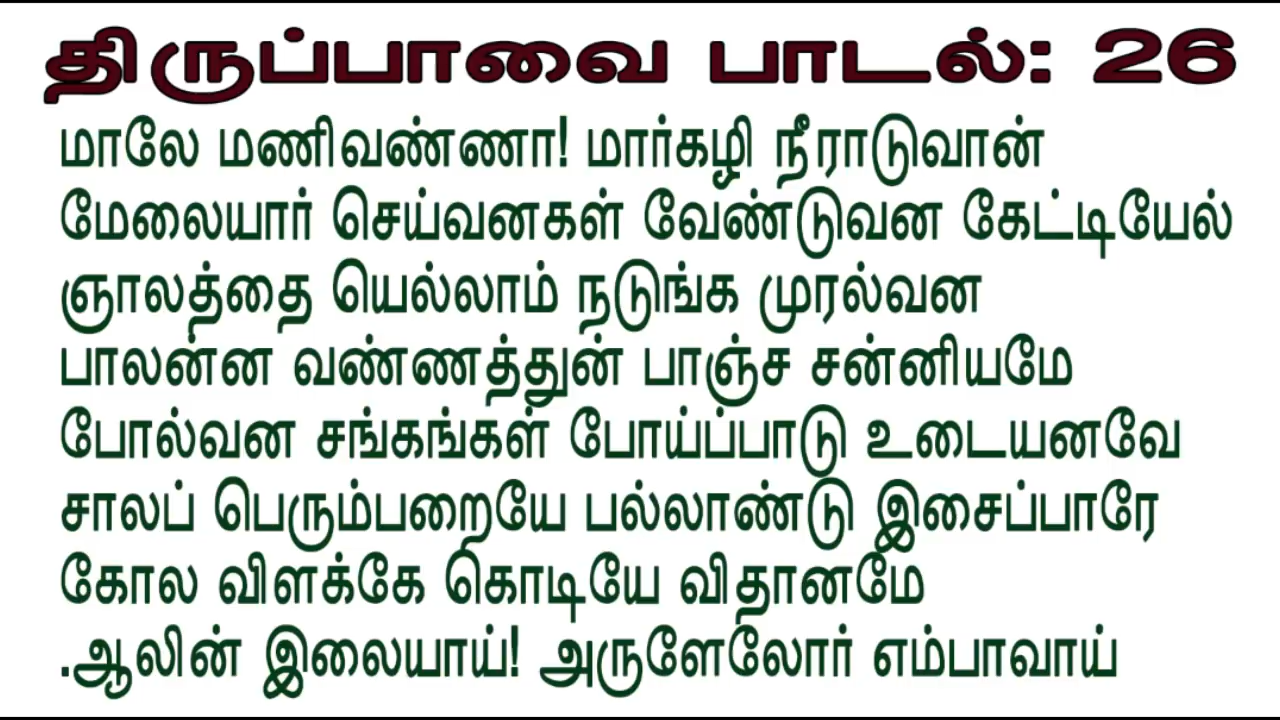 திருப்பாவை பாடல்: 26
மாலே மணிவண்ணா! மார்கழி நீராடுவான்
மேலையார் செய்வனகள் வேண்டுவன கேட்டியேல்
ஞாலத்தை யெல்லாம் நடுங்க முரல்வன
பாலன்ன வண்ணத்துன் பாஞ்ச சன்னியமே
போல்வன சங்கங்கள் போய்ப்பாடு உடையனவே
சாலப் பெரும்பறையே பல்லாண்டு இசைப்பாரே
கோல விளக்கே கொடியே விதானமே
.ஆலின் இலையாய்! அருளேலோர் எம்பாவாய்